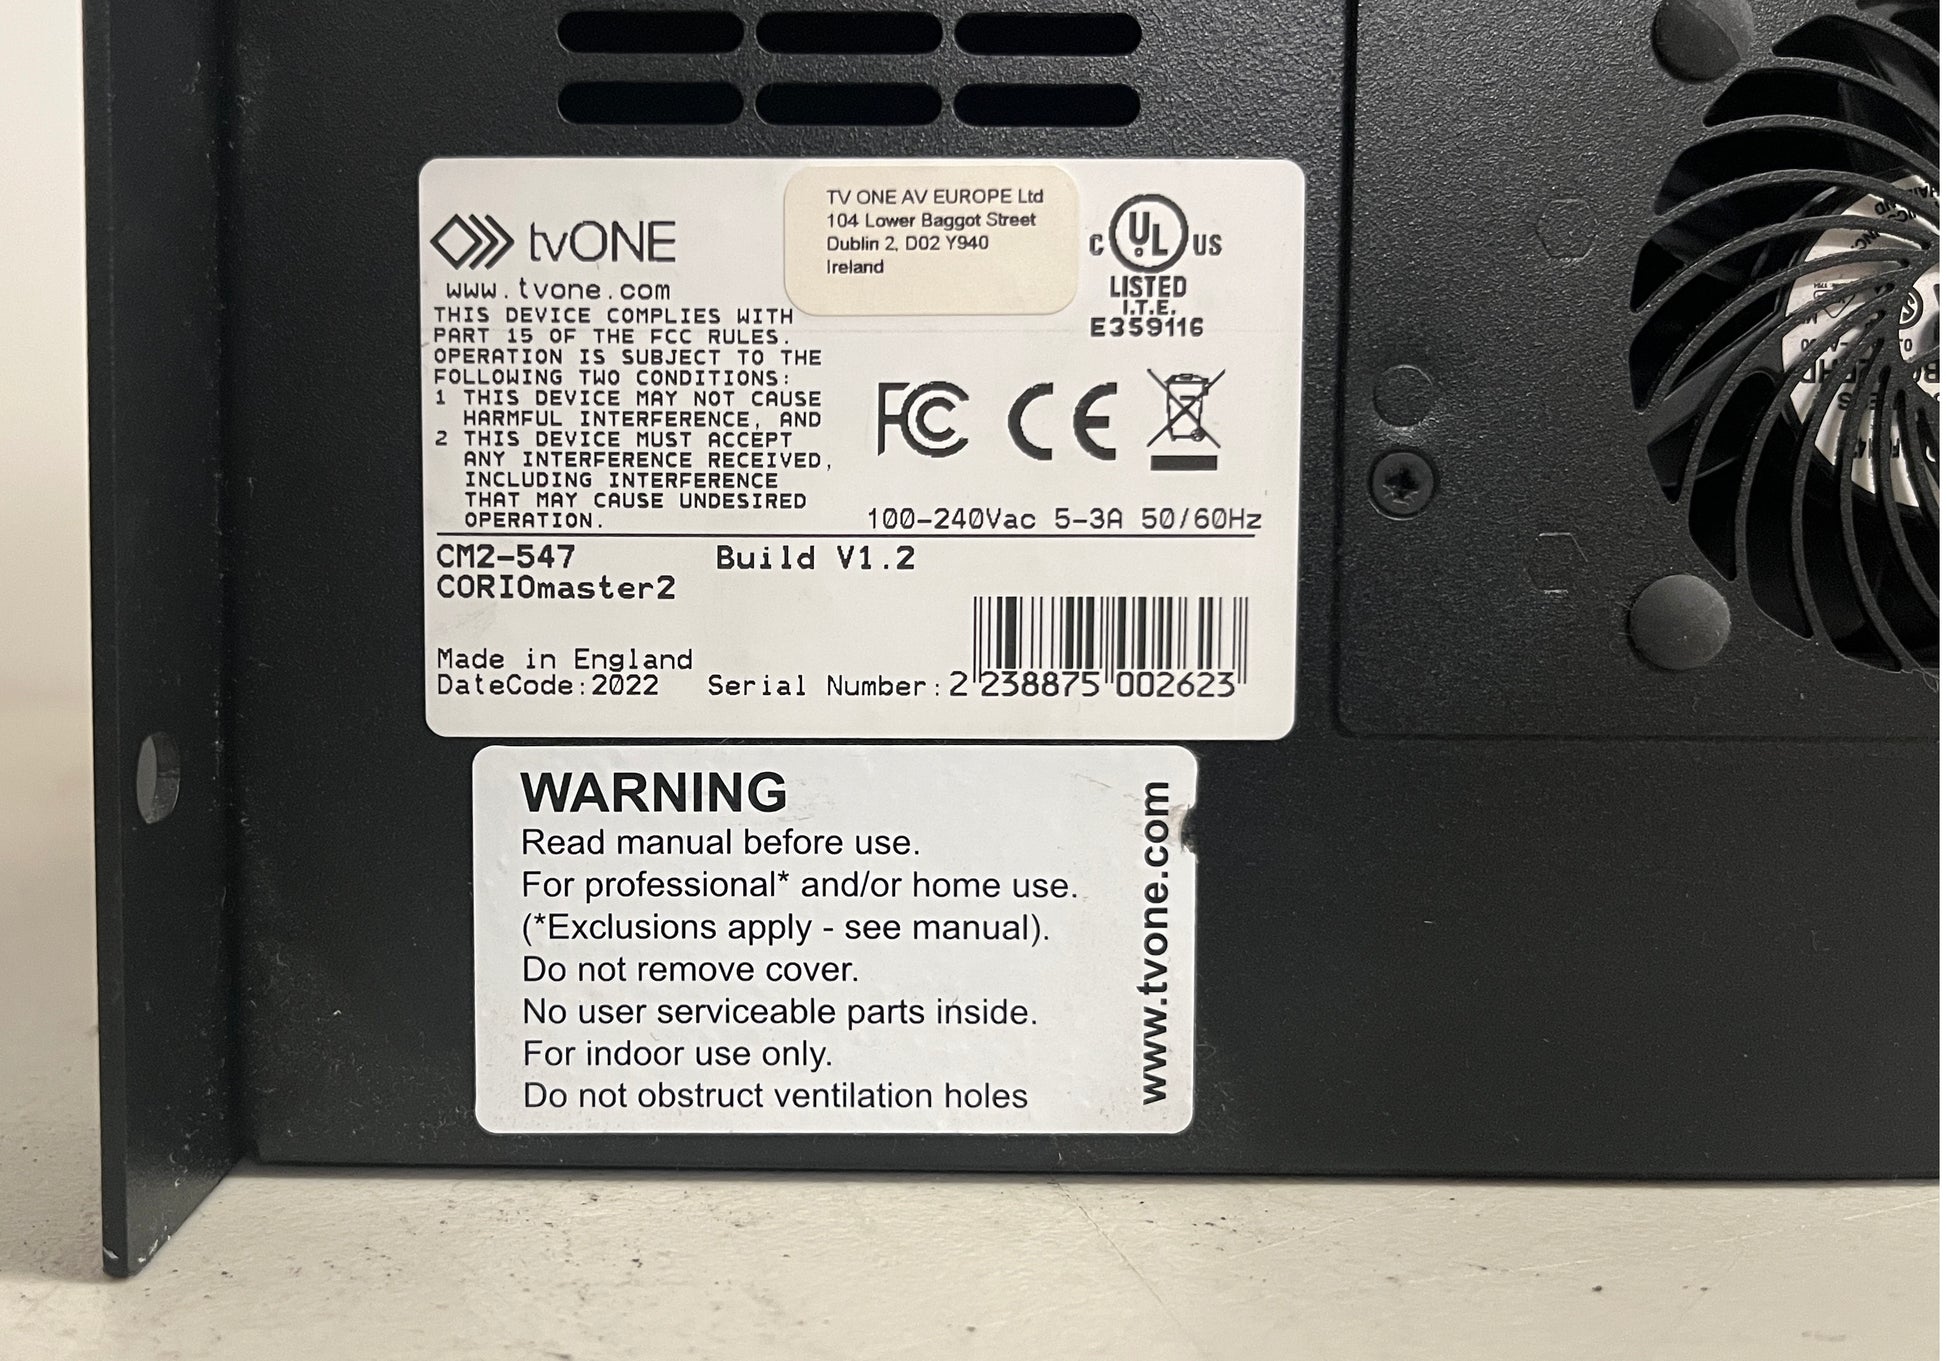 tvONE
www.tvone.com
TV ONE AV EUROPE Ltd
104 Lower Baggot Street
Dublin 2, D02 Y940
Ireland
C UL US
LISTED
I.T.E.
E359116
THIS DEVICE COMPLIES WITH
PART 15 OF THE FCC RULES.
OPERATION IS SUBJECT TO THE
FOLLOWING TWO CONDITIONS:
1 THIS DEVICE MAY NOT CAUSE
HARMFUL INTERFERENCE, AND
2 THIS DEVICE MUST ACCEPT
ANY INTERFERENCE RECEIVED,
INCLUDING INTERFERENCE
THAT MAY CAUSE UNDESIRED
OPERATION.
FC CE
100-240Vac 5-3A 50/60Hz
CM2-547 Build V1.2
CORIOmaster2
Made in England
DateCode:2022 Serial Number: 2 238875 002623
WARNING
Read manual before use.
For professional* and/or home use.
(*Exclusions apply - see manual).
Do not remove cover.
No user serviceable parts inside.
For indoor use only.
Do not obstruct ventilation holes
www.tvone.com